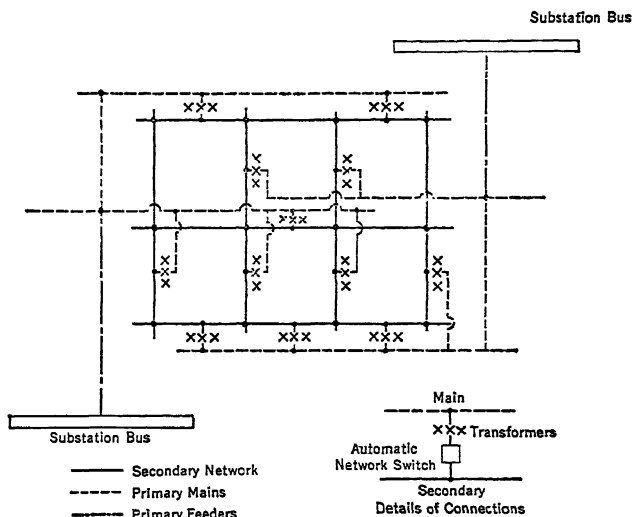 Substation Bus
Substation Bus
Secondary Network
Primary Mains
Primary Feeders
Main
Transformers
Automatic
Network Switch
Secondary
Details of Connections